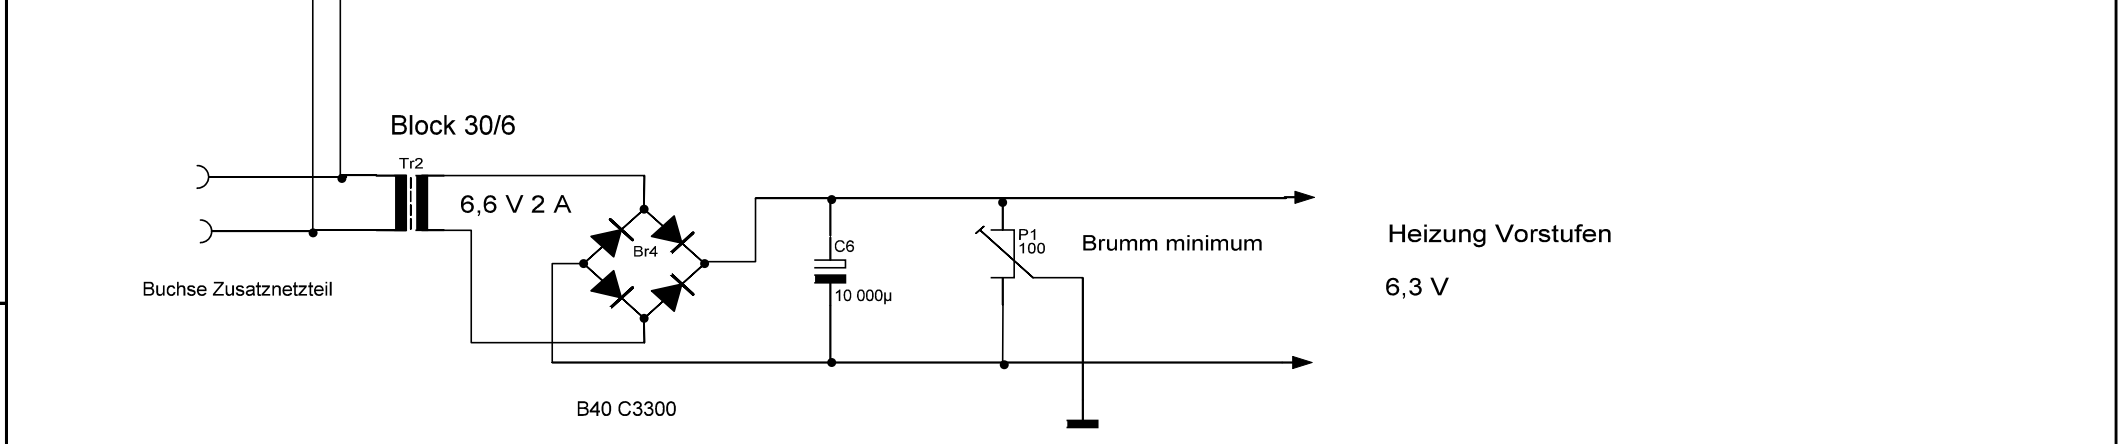 Block 30/6
Tr2
6,6 V 2 A
Br4
C6
10 000µ
P1
100
Brumm minimum
Heizung Vorstufen
6,3 V
Buchse Zusatznetzteil
B40 C3300